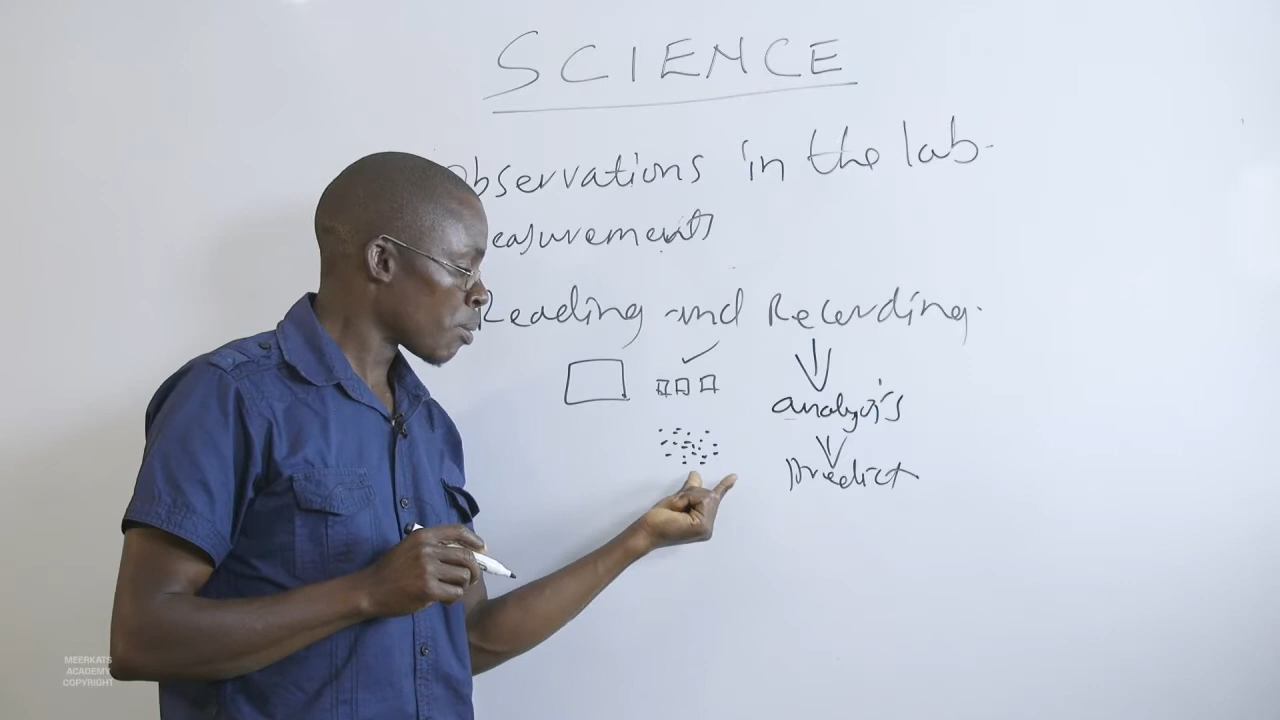 SCIENCE
observations in the lab.
easurements
Reading and Recording.
analysis
predict
MEERKATS
ACADEMY
COPYRIGHT